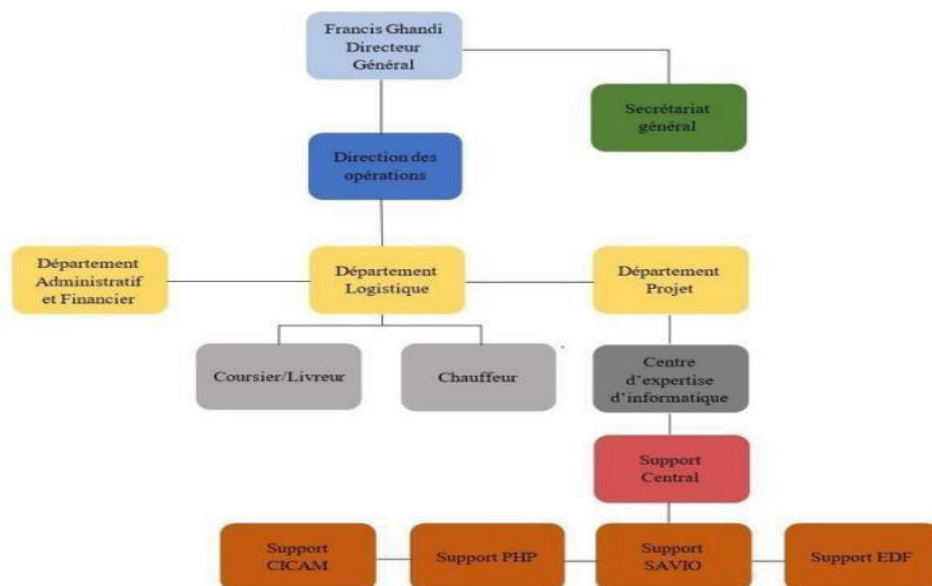 Francis Ghandi
Directeur
Général
Secrétariat
général
Direction des
opérations
Département
Administratif
et Financier
Département
Logistique
Département
Projet
Coursier/Livreur
Chauffeur
Centre
d'expertise
d'informatique
Support
Central
Support
CICAM
Support PHP
Support
SAVIO
Support EDF